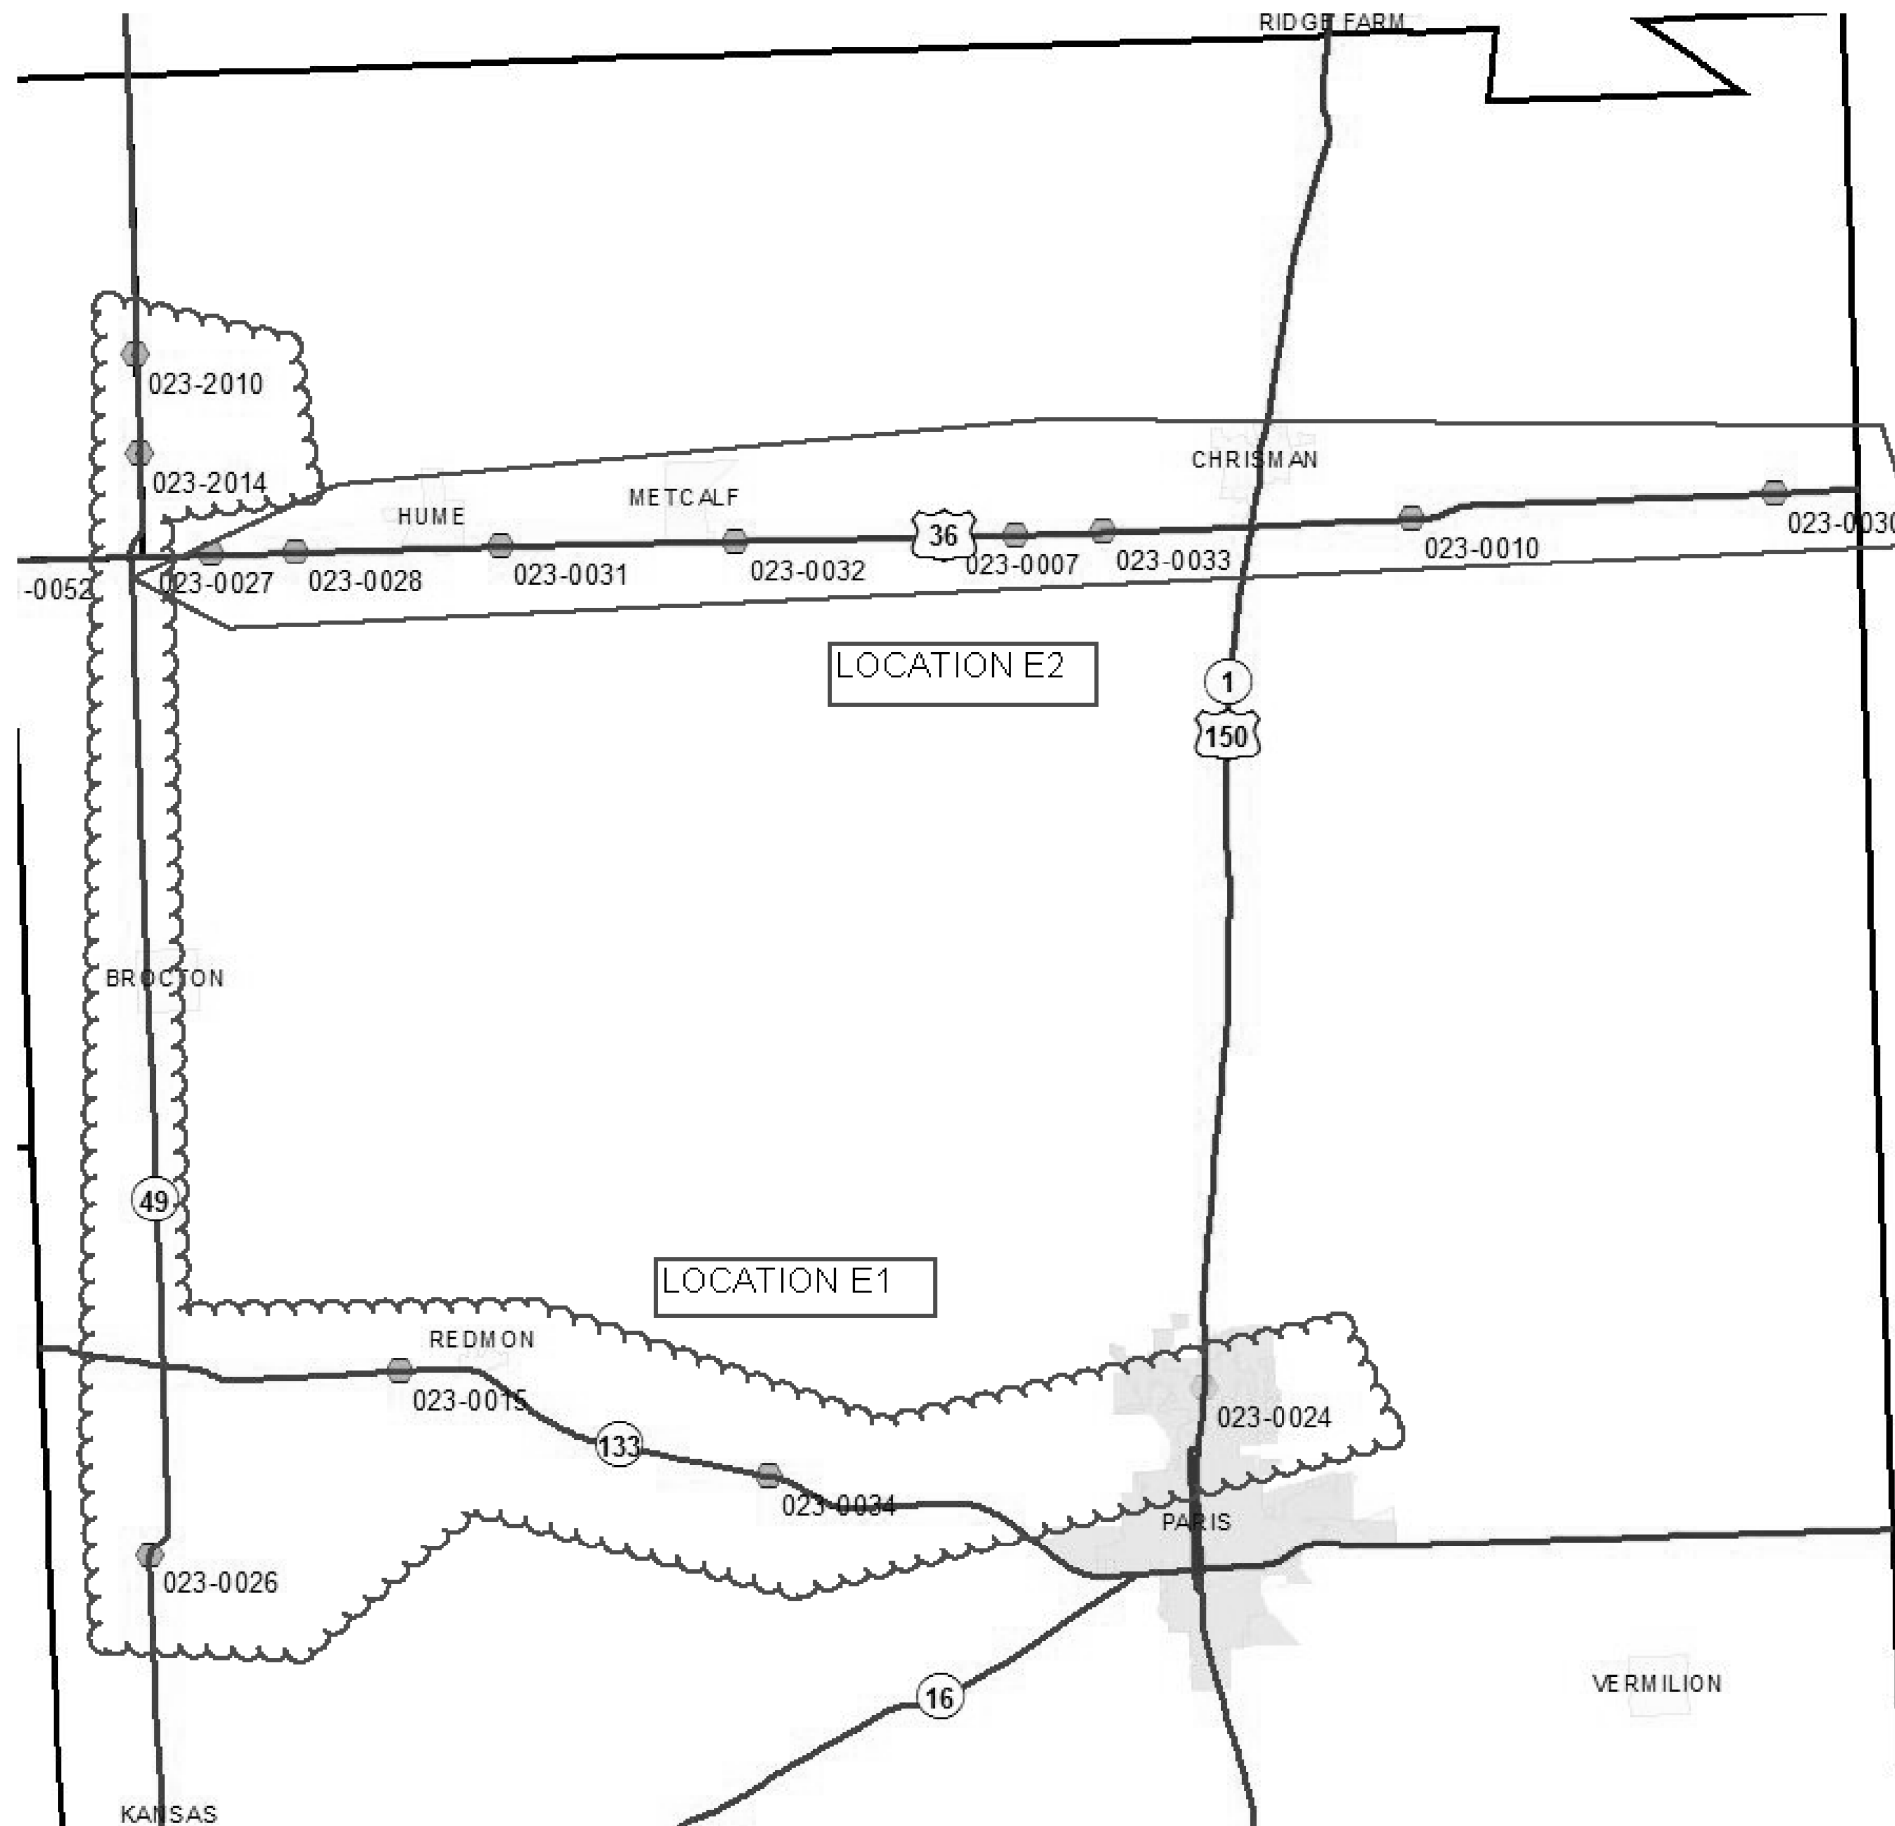 RIDGE FARM
023-2010
023-2014
CHRISMAN
METCALF
HUME
36
023-0030
023-0010
023-0033
023-0007
023-0032
023-0031
023-0028
023-0027
-0052
LOCATION E2
1
150
BROCTON
49
LOCATION E1
REDMON
023-0015
023-0024
133
023-0034
PARIS
023-0026
16
VERMILION
KANSAS